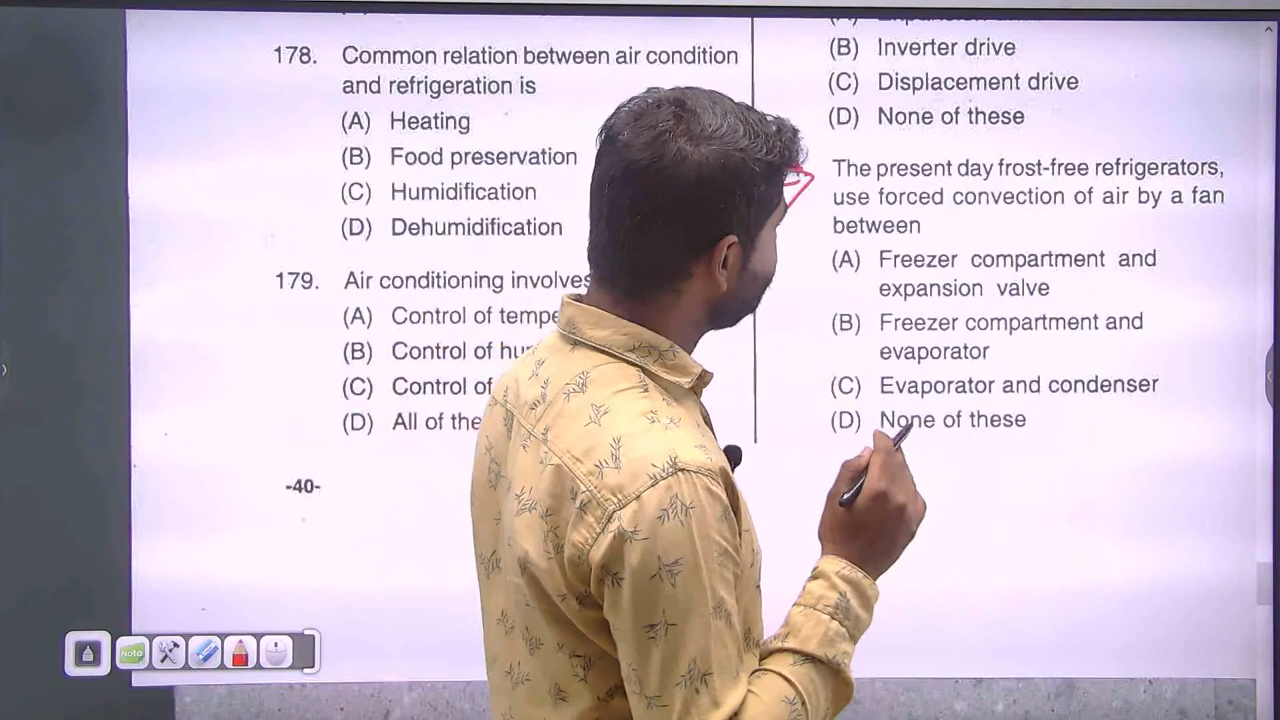 178. Common relation between air condition
and refrigeration is
(A) Heating
(B) Food preservation
(C) Humidification
(D) Dehumidification
179. Air conditioning involves
(A) Control of
(B) Control of
(C) Control of
(D) All of
-40-
(B) Inverter drive
(C) Displacement drive
(D) None of these
The present day frost-free refrigerators,
use forced convection of air by a fan
between
(A) Freezer compartment and
expansion valve
(B) Freezer compartment and
evaporator
(C) Evaporator and condenser
(D) None of these
Note